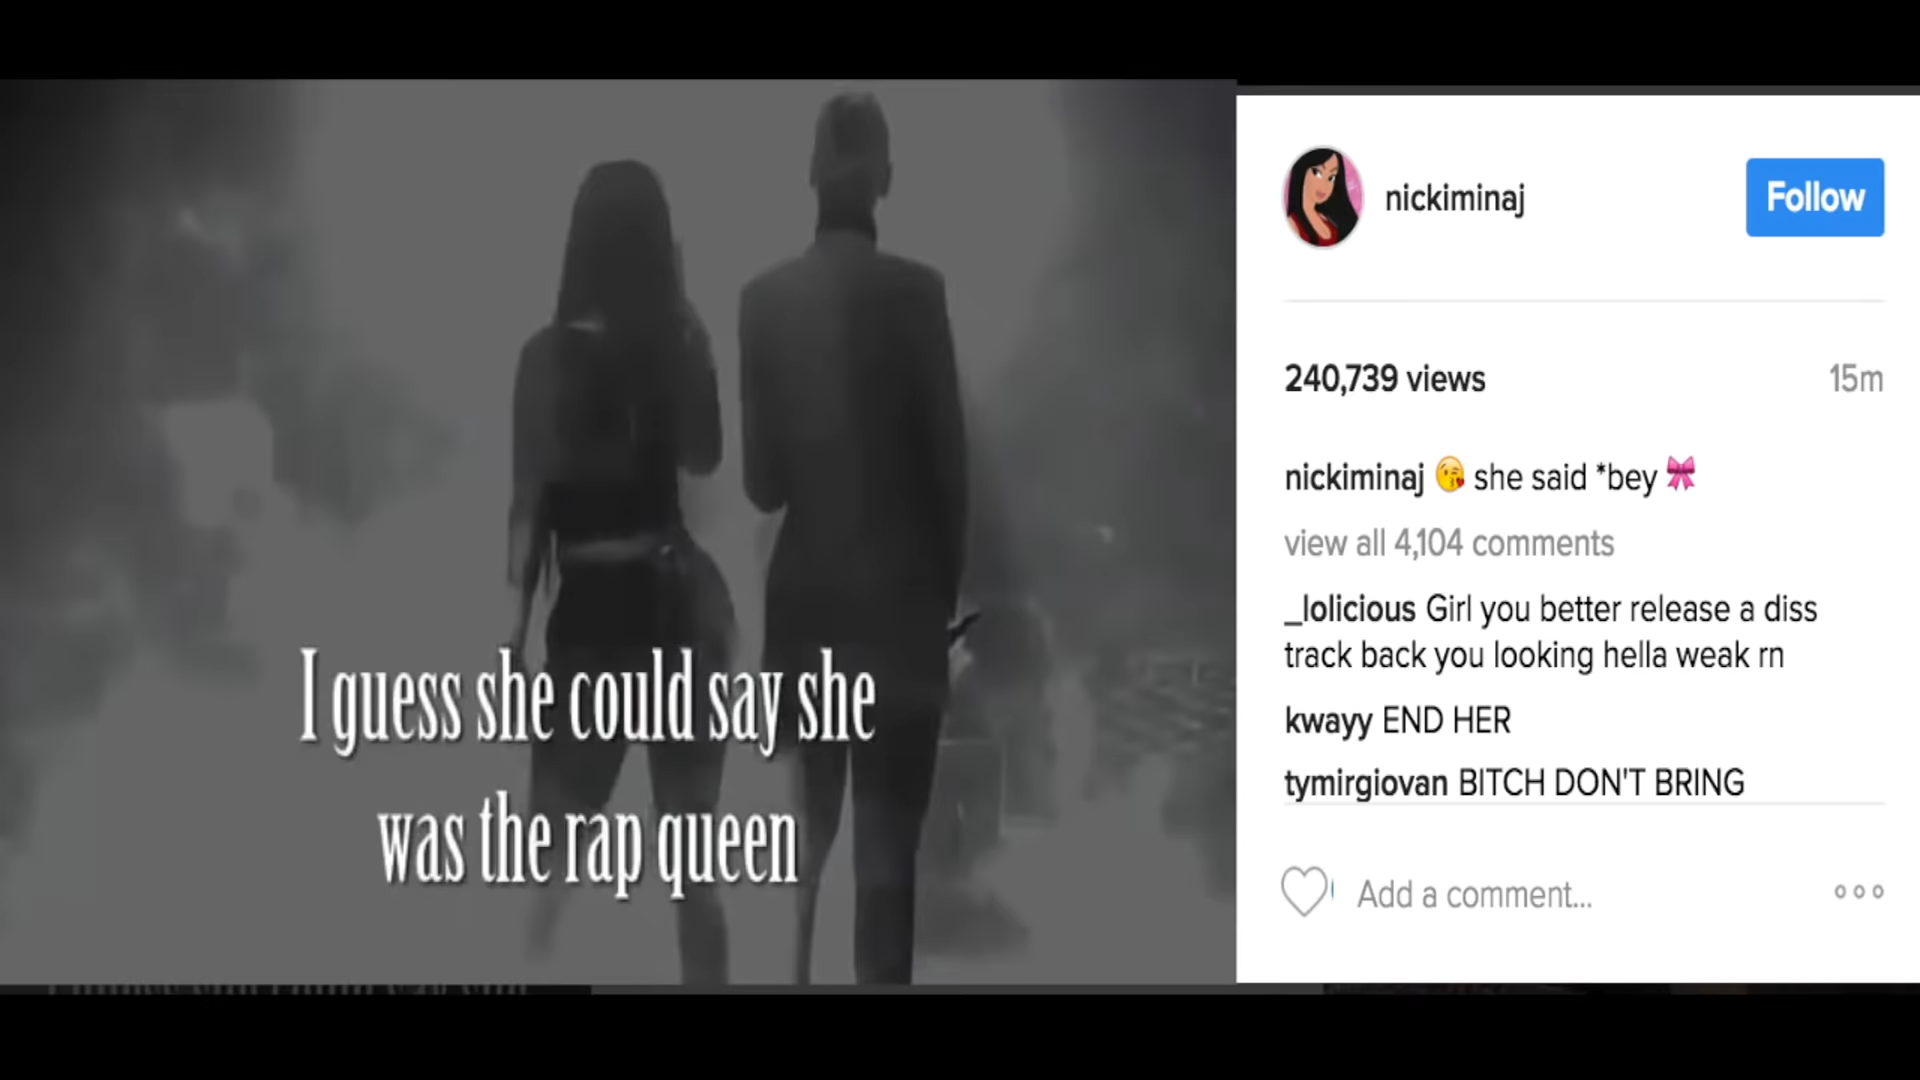 I guess she could say she
was the rap queen
nickiminaj
Follow
240,739 views
15m
nickiminaj 😘 she said *bey 🎀
view all 4,104 comments
_lolicious Girl you better release a diss
track back you looking hella weak rn
kwayy END HER
tymirgiovan BITCH DON'T BRING
Add a comment...